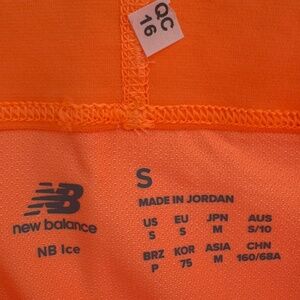 QC
16
S
MADE IN JORDAN
US EU JPN AUS
S S M S/10
BRZ KOR ASIA CHN
P 75 M 160/68A
new balance
NB Ice